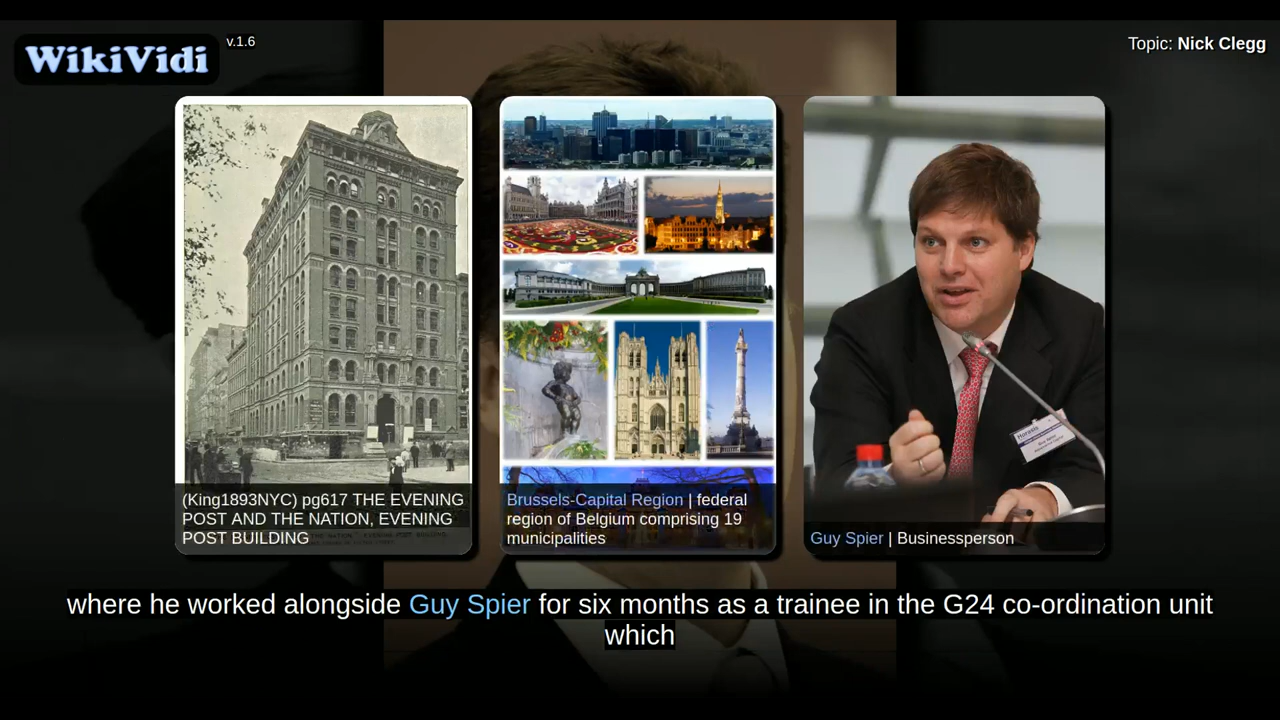 WikiVidi
v.1.6
Topic: Nick Clegg
(King1893NYC) pg617 THE EVENING
POST AND THE NATION, EVENING
POST BUILDING
Brussels-Capital Region | federal
region of Belgium comprising 19
municipalities
Guy Spier | Businessperson
where he worked alongside Guy Spier for six months as a trainee in the G24 co-ordination unit
which